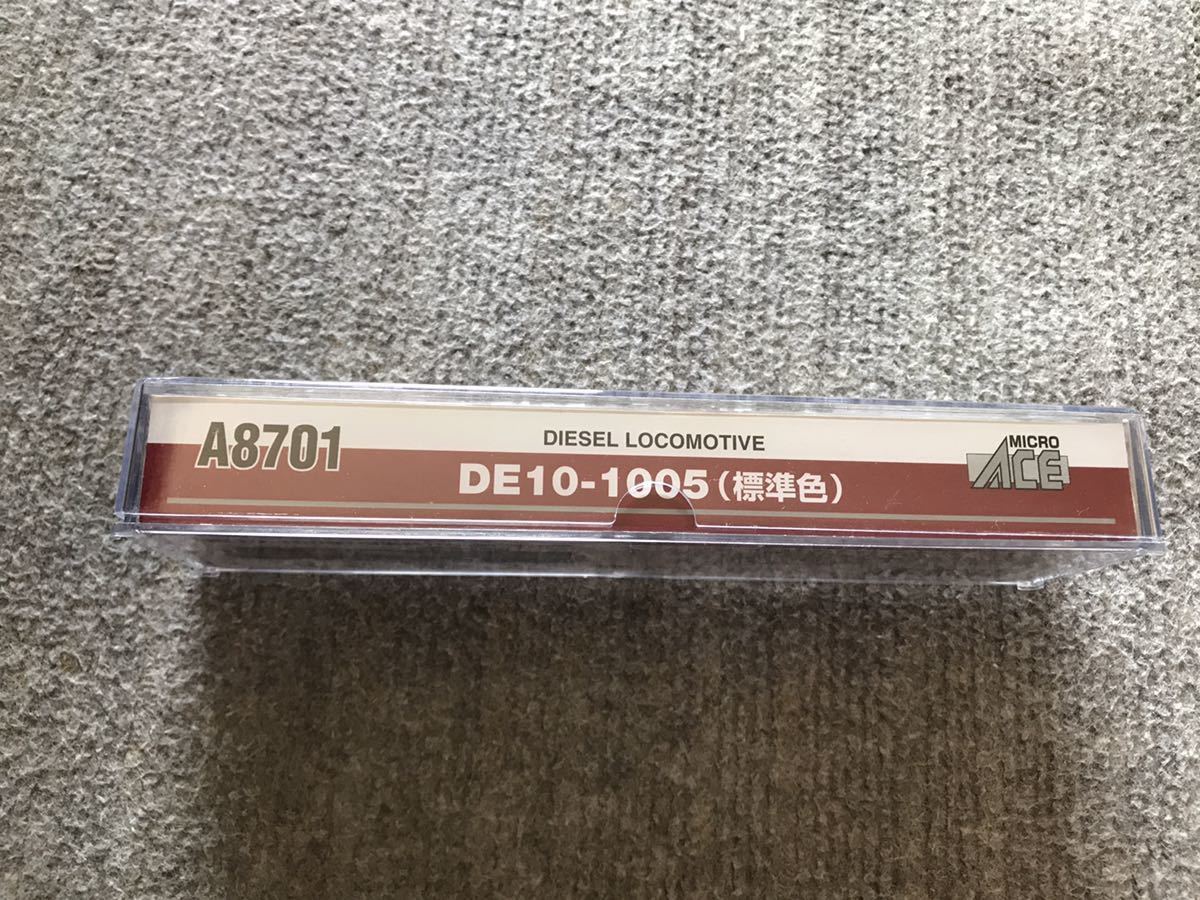 A8701
DIESEL LOCOMOTIVE
DE10-1005(標準色)
MICRO
ACE